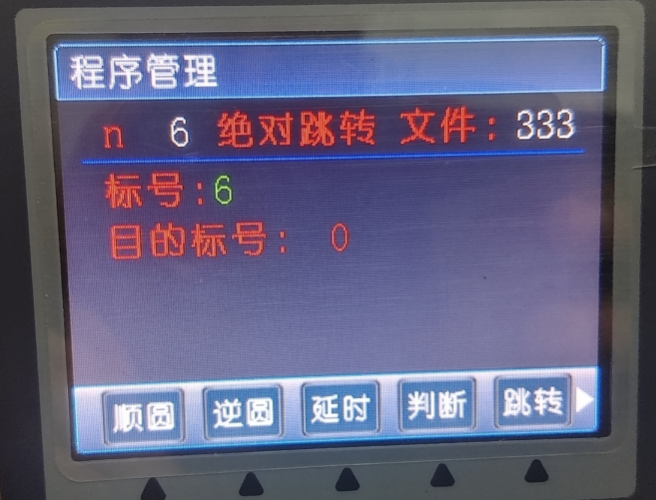 程序管理
n 6 绝对跳转 文件: 333
标号:6
目的标号: 0
顺圆 逆圆 延时 判断 跳转